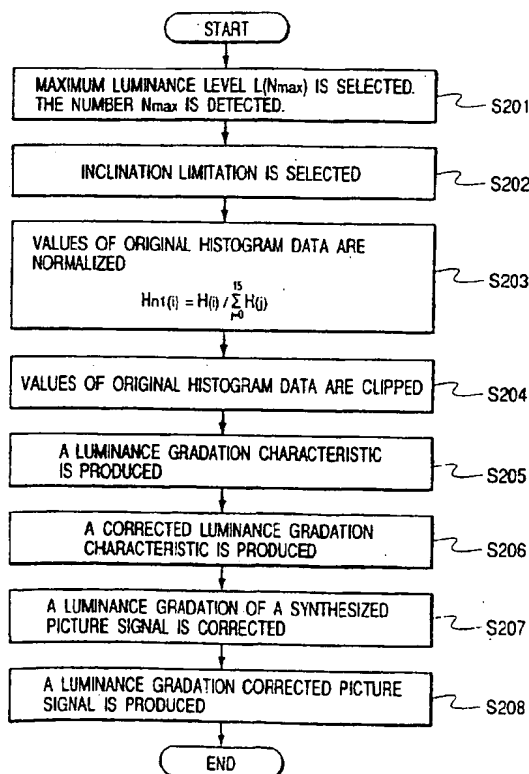 START
MAXIMUM LUMINANCE LEVEL L(Nmax) IS SELECTED.
THE NUMBER Nmax IS DETECTED.
S201
INCLINATION LIMITATION IS SELECTED
S202
VALUES OF ORIGINAL HISTOGRAM DATA ARE
NORMALIZED
Hn1(i) = H(i) / 15∑j=0 H(j)
S203
VALUES OF ORIGINAL HISTOGRAM DATA ARE CLIPPED
S204
A LUMINANCE GRADATION CHARACTERISTIC
IS PRODUCED
S205
A CORRECTED LUMINANCE GRADATION
CHARACTERISTIC IS PRODUCED
S206
A LUMINANCE GRADATION OF A SYNTHESIZED
PICTURE SIGNAL IS CORRECTED
S207
A LUMINANCE GRADATION CORRECTED PICTURE
SIGNAL IS PRODUCED
S208
END